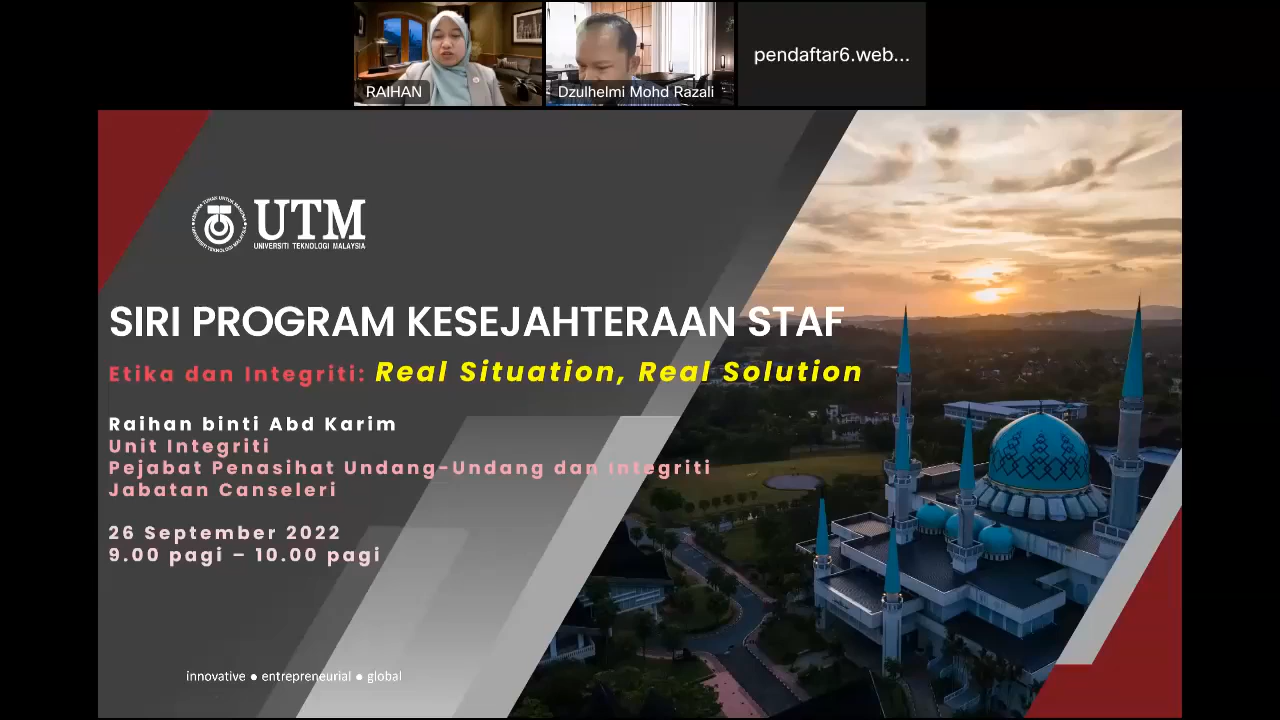 RAIHAN
Dzulhelmi Mohd Razali
pendaftar6.web...
UTM
UNIVERSITI TEKNOLOGI MALAYSIA
SIRI PROGRAM KESEJAHTERAAN STAF
Etika dan Integriti: Real Situation, Real Solution
Raihan binti Abd Karim
Unit Integriti
Pejabat Penasihat Undang-Undang dan Integriti
Jabatan Canseleri
26 September 2022
9.00 pagi – 10.00 pagi
innovative ● entrepreneurial ● global